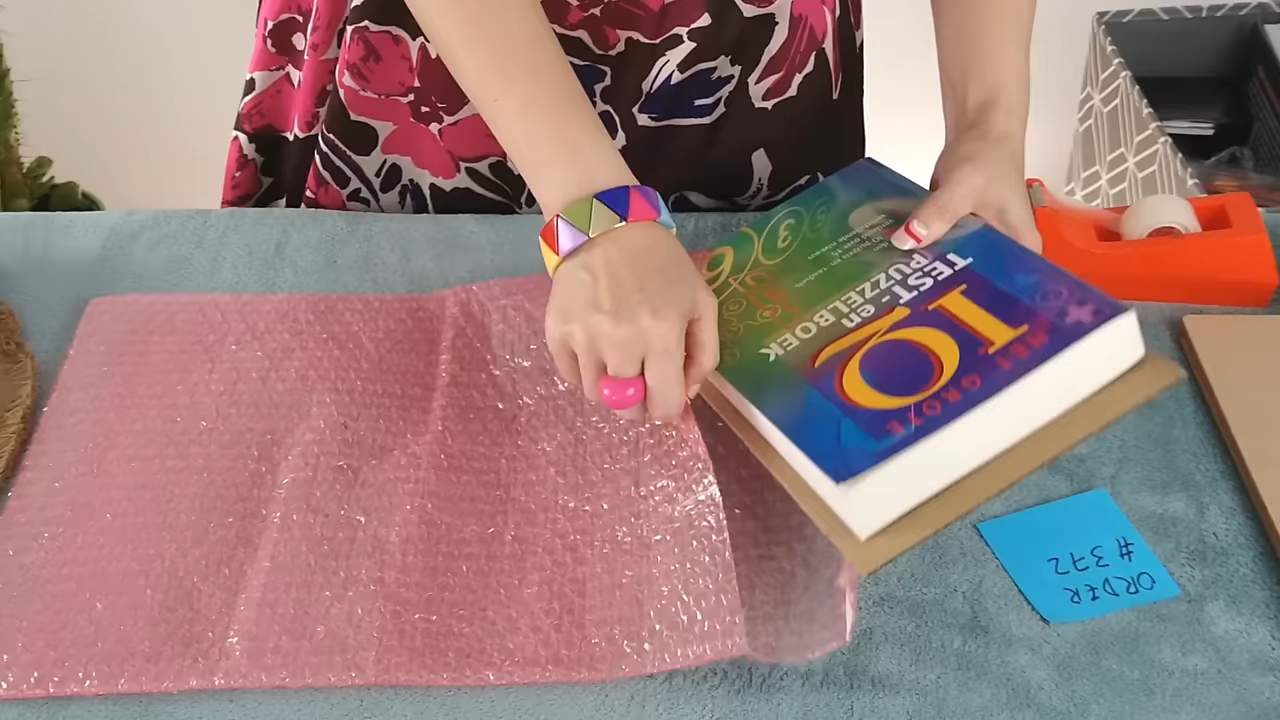 HET GROTE
IQ
TEST- en
PUZZELBOEK
ORDER
#372